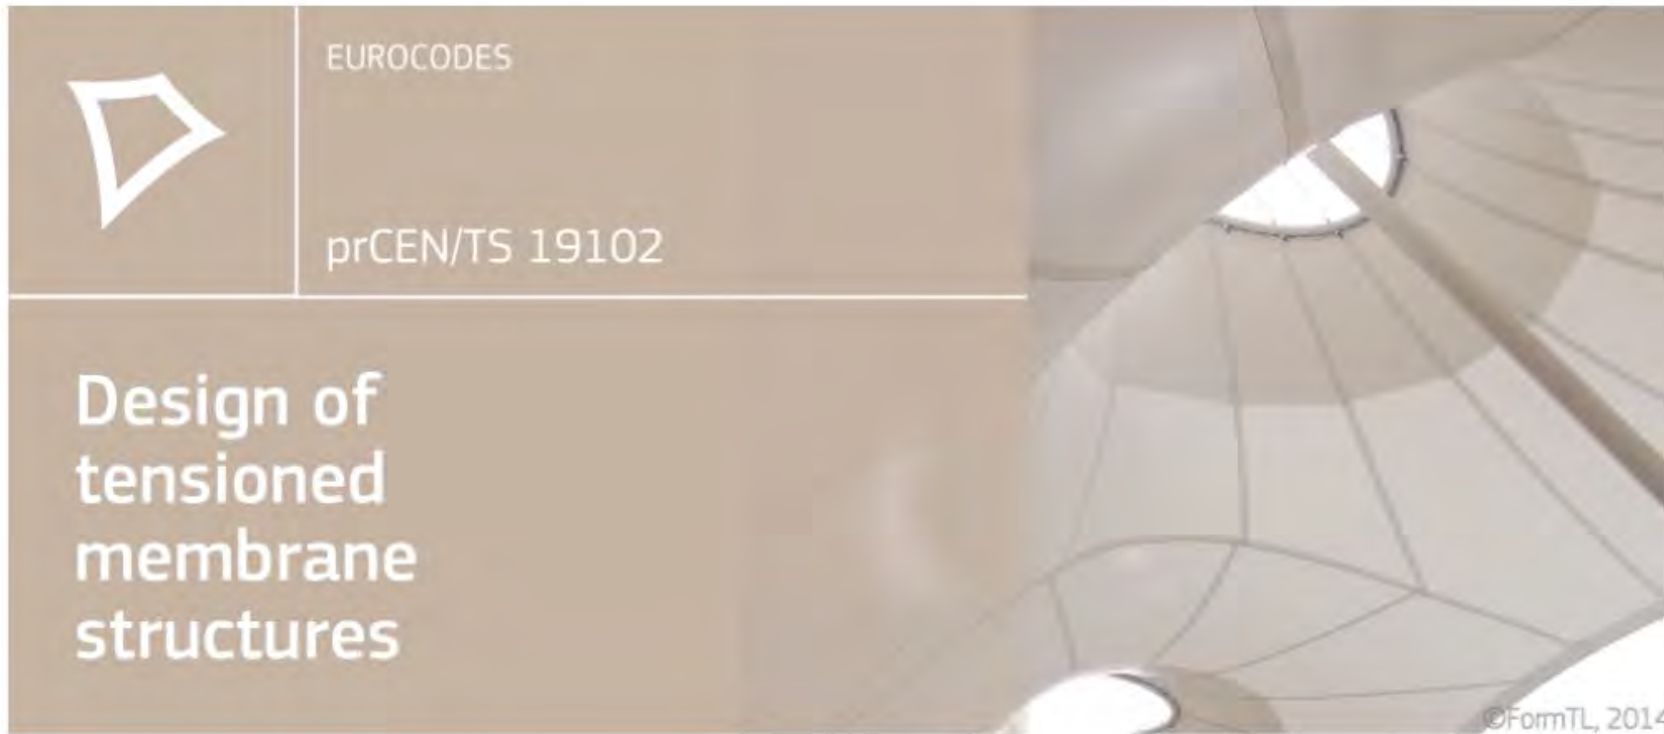 EUROCODES
prCEN/TS 19102
Design of
tensioned
membrane
structures
©FormTL, 2014